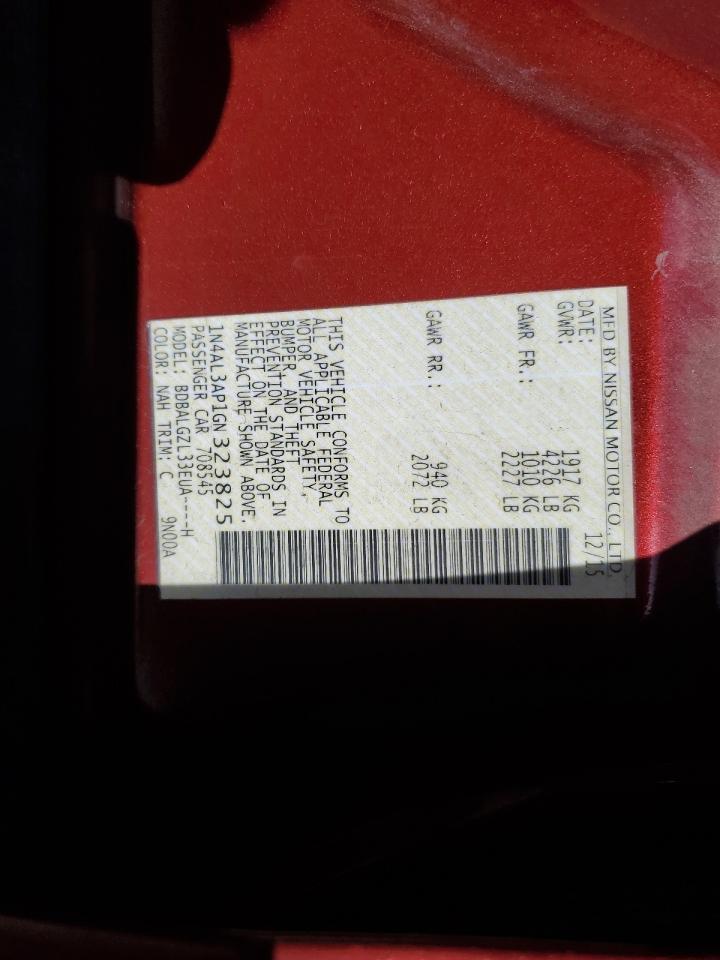 MFD BY NISSAN MOTOR CO., LTD.
DATE: 12/15
GVWR: 1917 KG
4226 LB
GAWR FR.: 1010 KG
2227 LB
GAWR RR.: 940 KG
2072 LB
THIS VEHICLE CONFORMS TO
ALL APPLICABLE FEDERAL
MOTOR VEHICLE SAFETY,
BUMPER, AND THEFT
PREVENTION STANDARDS IN
EFFECT ON THE DATE OF
MANUFACTURE SHOWN ABOVE.
1N4AL3AP1GN323825
PASSENGER CAR 708545
MODEL: BDBALGZL33EUA----H
COLOR: NAH TRIM: C 9N00A